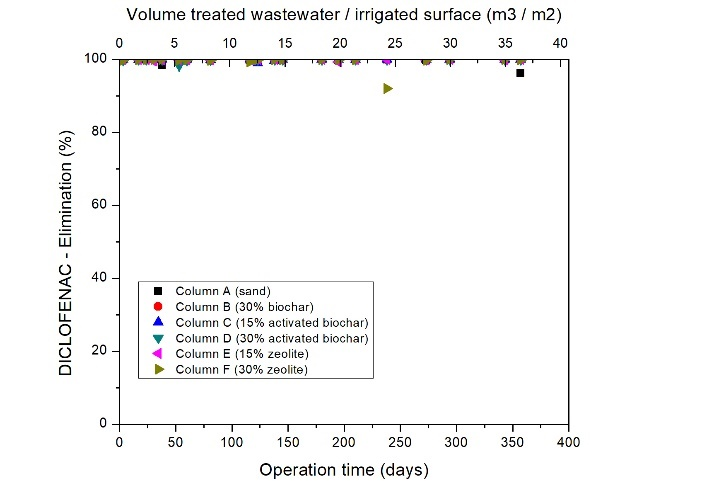 Volume treated wastewater / irrigated surface (m3 / m2)
0 5 10 15 20 25 30 35 40
100
80
60
40
20
0
DICLOFENAC - Elimination (%)
Column A (sand)
Column B (30% biochar)
Column C (15% activated biochar)
Column D (30% activated biochar)
Column E (15% zeolite)
Column F (30% zeolite)
0 50 100 150 200 250 300 350 400
Operation time (days)